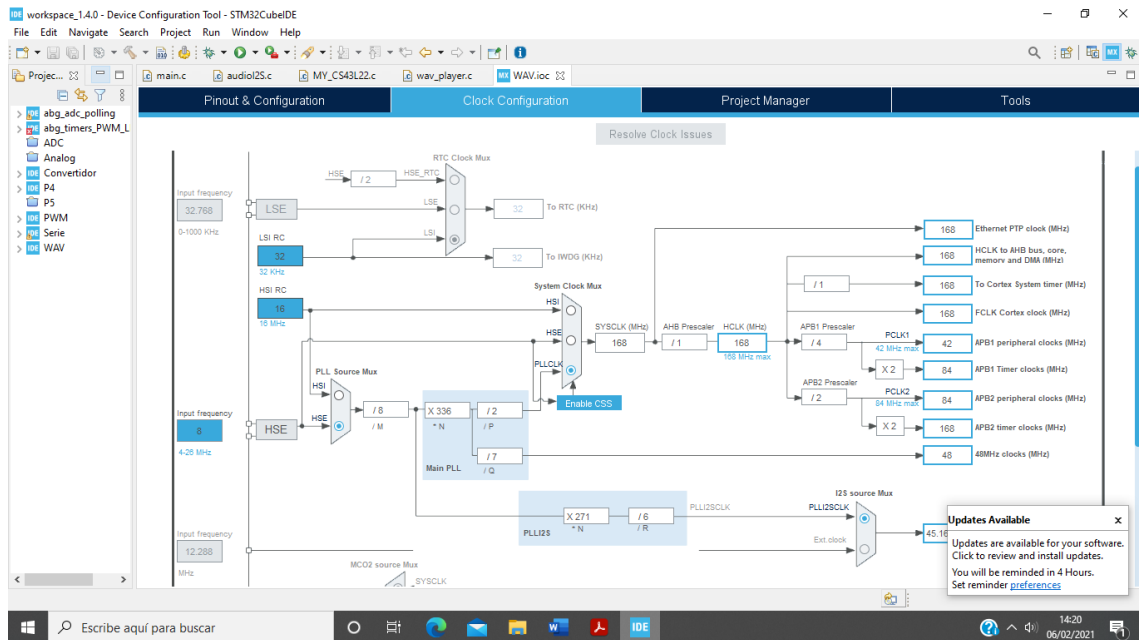 workspace_1.4.0 - Device Configuration Tool - STM32CubeIDE
File Edit Navigate Search Project Run Window Help
Projec...
main.c
audioI2S.c
MY_CS43L22.c
wav_player.c
WAV.ioc
Pinout & Configuration
Clock Configuration
Project Manager
Tools
Resolve Clock Issues
abg_adc_polling
abg_timers_PWM_L
ADC
Analog
Convertidor
P4
P5
PWM
Serie
WAV
RTC Clock Mux
HSE
/ 2
HSE_RTC
Input frequency
32.768
0-1000 KHz
LSE
LSE
32
To RTC (KHz)
LSI RC
LSI
32
32 KHz
32
To IWDG (KHz)
HSI RC
16
16 MHz
System Clock Mux
HSI
HSE
PLLCLK
Enable CSS
SYSCLK (MHz)
168
AHB Prescaler
/ 1
HCLK (MHz)
168
168 MHz max
168
Ethernet PTP clock (MHz)
168
HCLK to AHB bus, core,
memory and DMA (MHz)
/ 1
168
To Cortex System timer (MHz)
168
FCLK Cortex clock (MHz)
APB1 Prescaler
/ 4
PCLK1
42 MHz max
42
APB1 peripheral clocks (MHz)
X 2
84
APB1 Timer clocks (MHz)
APB2 Prescaler
/ 2
PCLK2
84 MHz max
84
APB2 peripheral clocks (MHz)
X 2
168
APB2 timer clocks (MHz)
48
48MHz clocks (MHz)
PLL Source Mux
HSI
HSE
Input frequency
8
4-26 MHz
HSE
/ 8
/ M
X 336
* N
/ 2
/ P
/ 7
/ Q
Main PLL
PLLI2S
X 271
* N
/ 6
/ R
PLLI2SCLK
I2S source Mux
PLLI2SCLK
Ext.clock
45.16
Input frequency
12.288
MHz
MCO2 source Mux
SYSCLK
Updates Available
x
Updates are available for your software.
Click to review and install updates.
You will be reminded in 4 Hours.
Set reminder preferences
Escribe aquí para buscar
IDE
14:20
06/02/2021
1